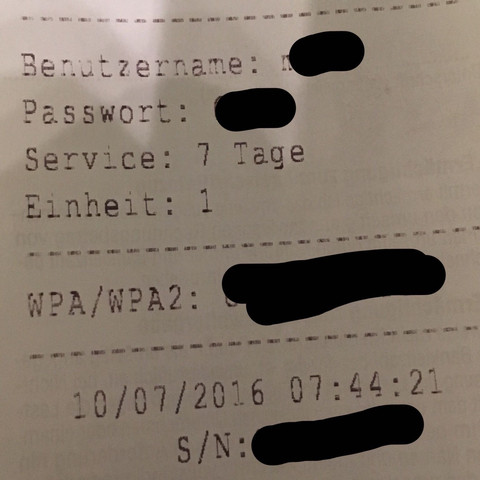 Benutzername:
Passwort:
Service: 7 Tage
Einheit: 1
WPA/WPA2:
10/07/2016 07:44:21
S/N: